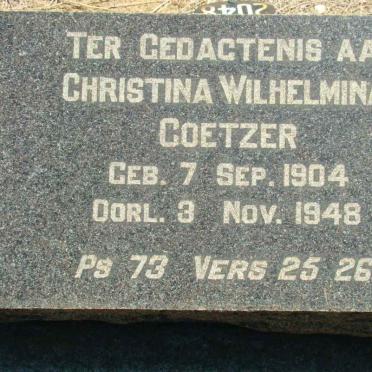 2048
TER GEDACTENIS AA
CHRISTINA WILHELMINA
COETZER
GEB. 7 SEP. 1904
OORL. 3 NOV. 1948
PS 73 VERS 25 26